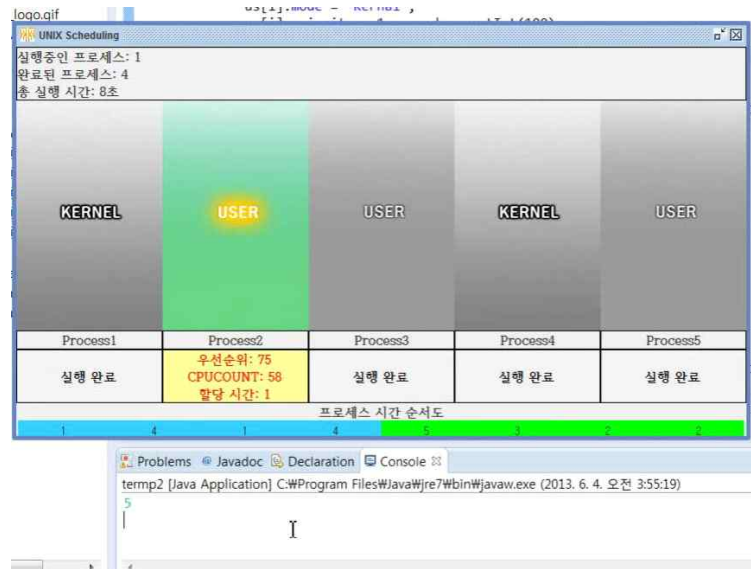 logo.gif
UNIX Scheduling
실행중인 프로세스: 1
완료된 프로세스: 4
총 실행 시간: 8초
KERNEL USER USER KERNEL USER
Process1 Process2 Process3 Process4 Process5
실행 완료 우선순위: 75 실행 완료 실행 완료 실행 완료
CPUCOUNT: 58
할당 시간: 1
프로세스 시간 순서도
1 4 1 4 5 3 2 2
Problems @ Javadoc Declaration Console
termp2 [Java Application] C:₩Program Files₩Java₩jre7₩bin₩javaw.exe (2013. 6. 4. 오전 3:55:19)
5